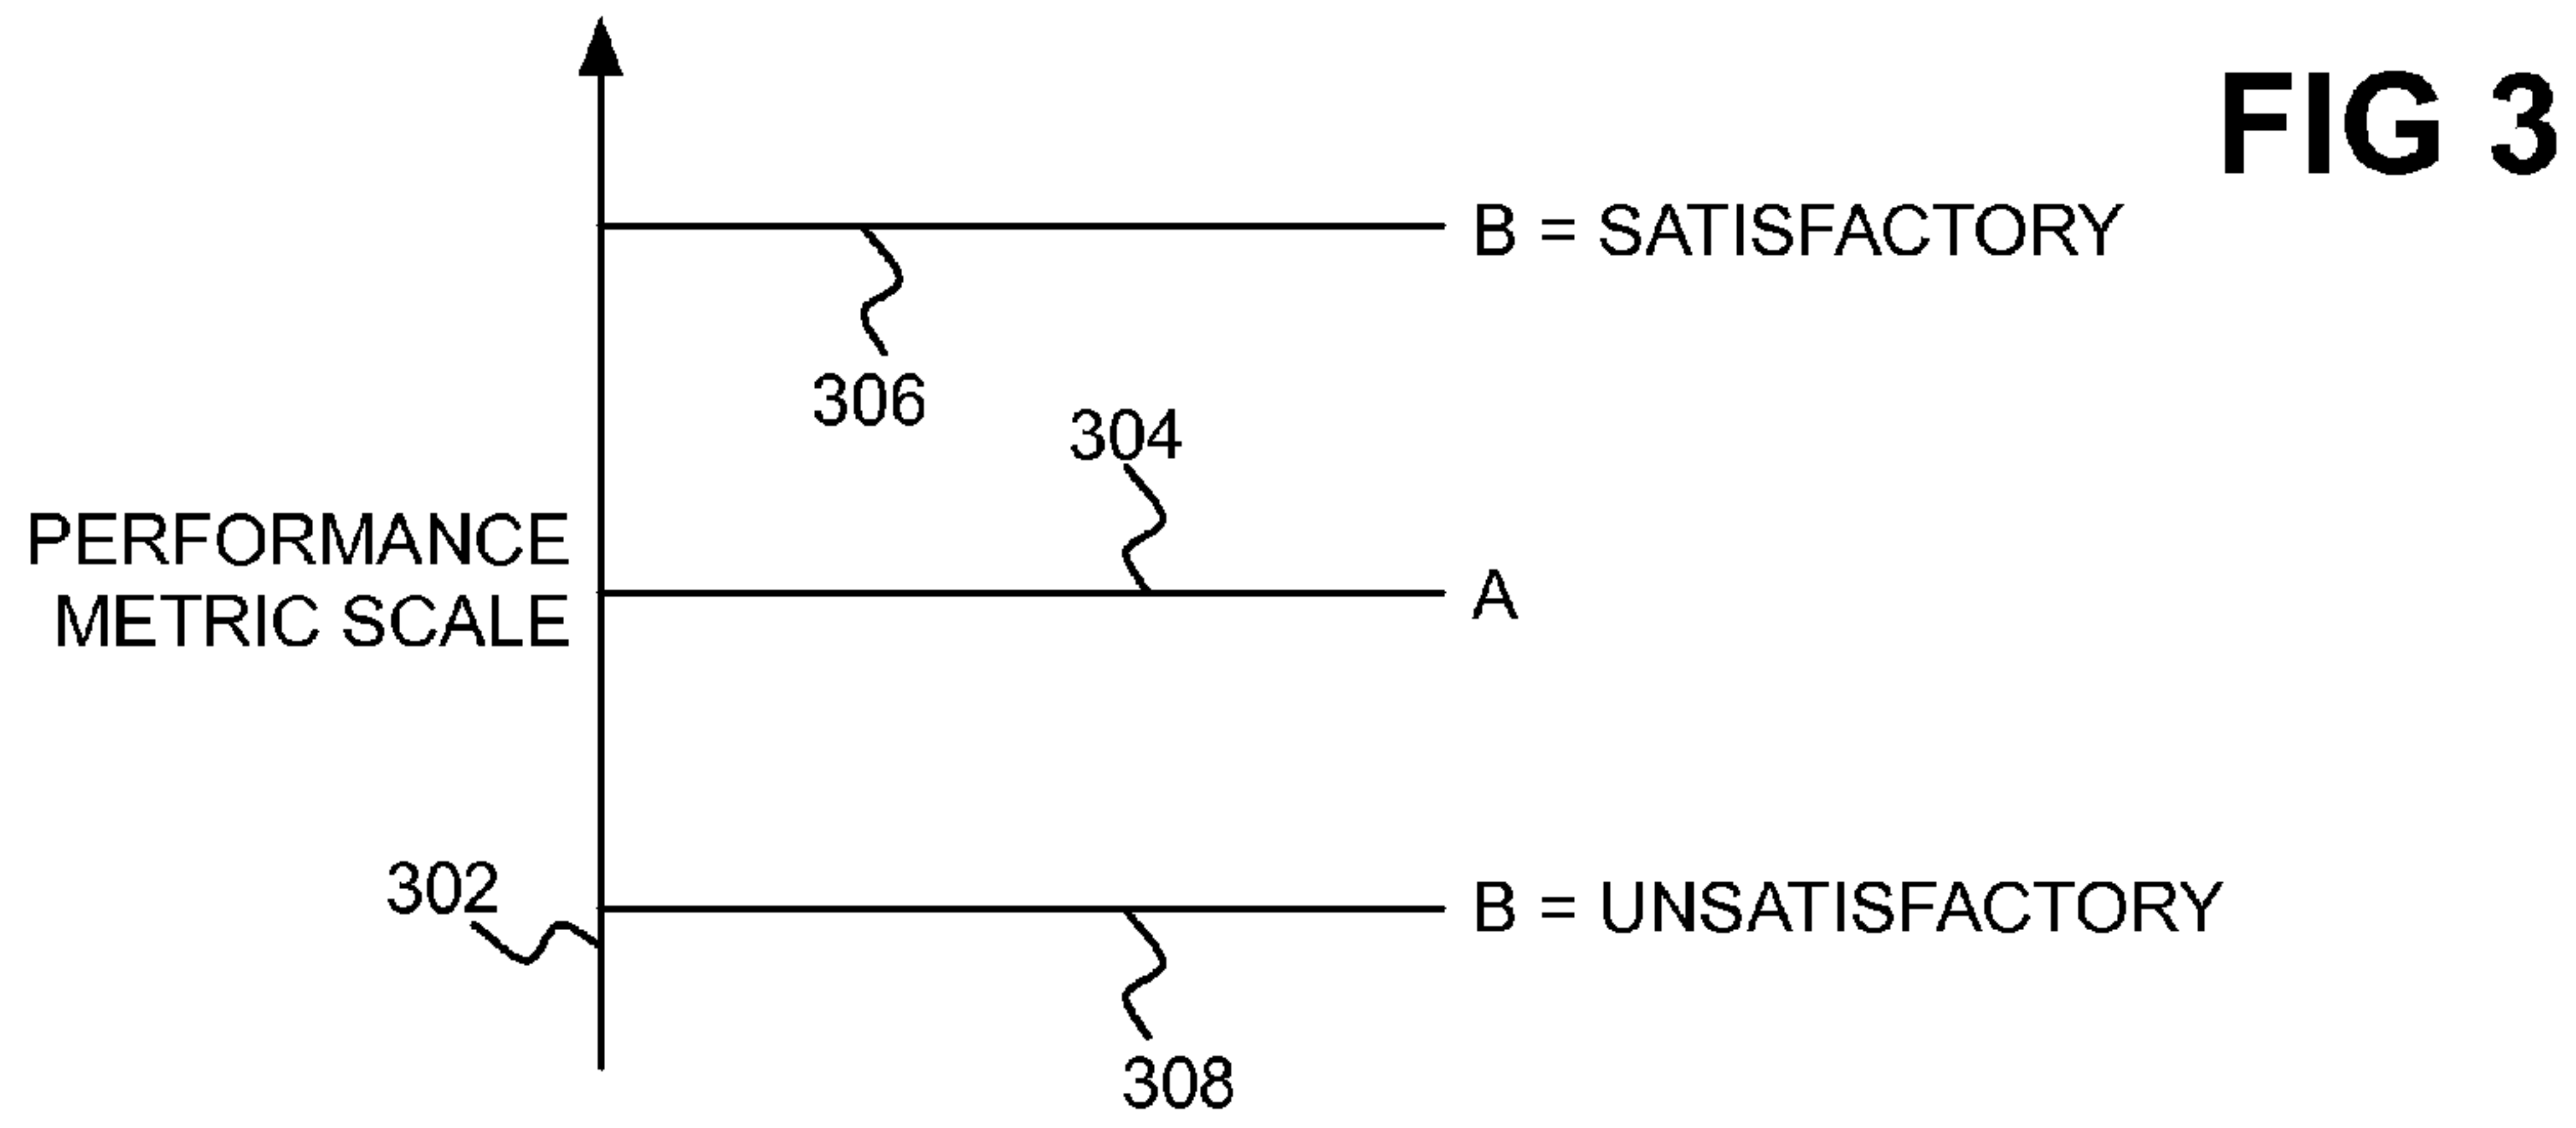 FIG 3
B = SATISFACTORY
306
304
PERFORMANCE
METRIC SCALE
A
302
B = UNSATISFACTORY
308